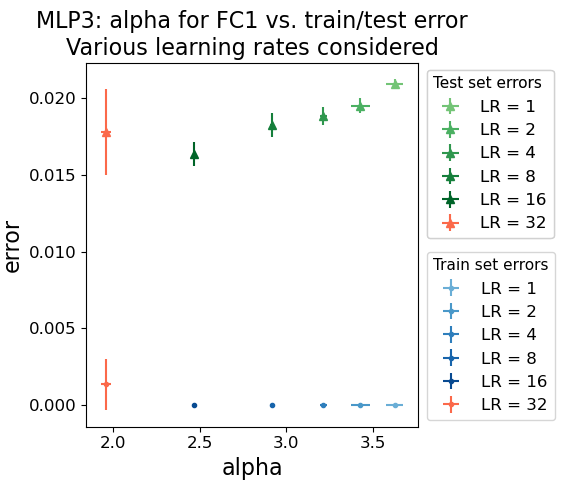 MLP3: alpha for FC1 vs. train/test error
Various learning rates considered
error
0.020
0.015
0.010
0.005
0.000
2.0
2.5
3.0
3.5
alpha
Test set errors
LR = 1
LR = 2
LR = 4
LR = 8
LR = 16
LR = 32
Train set errors
LR = 1
LR = 2
LR = 4
LR = 8
LR = 16
LR = 32